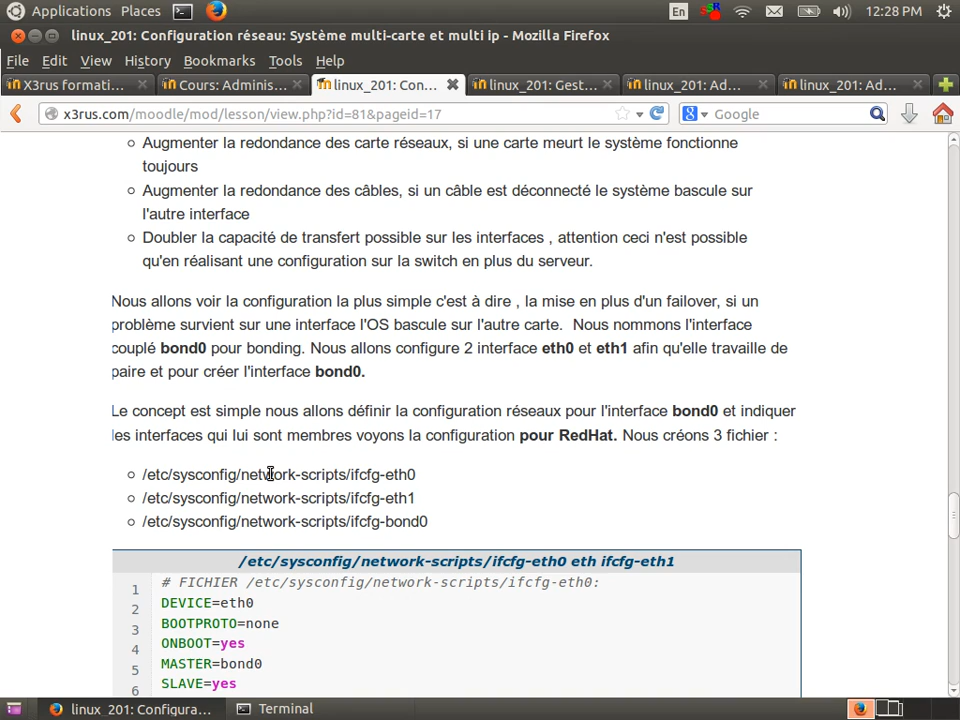 Applications Places En 12:28 PM
linux_201: Configuration réseau: Système multi-carte et multi ip - Mozilla Firefox
File Edit View History Bookmarks Tools Help
X3rus formati... Cours: Adminis... linux_201: Con... linux_201: Gest... linux_201: Ad... linux_201: Ad...
x3rus.com/moodle/mod/lesson/view.php?id=81&pageid=17 Google
Augmenter la redondance des carte réseaux, si une carte meurt le système fonctionne
toujours
Augmenter la redondance des câbles, si un câble est déconnecté le système bascule sur
l'autre interface
Doubler la capacité de transfert possible sur les interfaces , attention ceci n'est possible
qu'en réalisant une configuration sur la switch en plus du serveur.
Nous allons voir la configuration la plus simple c'est à dire , la mise en plus d'un failover, si un
problème survient sur une interface l'OS bascule sur l'autre carte. Nous nommons l'interface
couplé bond0 pour bonding. Nous allons configure 2 interface eth0 et eth1 afin qu'elle travaille de
paire et pour créer l'interface bond0.
Le concept est simple nous allons définir la configuration réseaux pour l'interface bond0 et indiquer
les interfaces qui lui sont membres voyons la configuration pour RedHat. Nous créons 3 fichier :
/etc/sysconfig/network-scripts/ifcfg-eth0
/etc/sysconfig/network-scripts/ifcfg-eth1
/etc/sysconfig/network-scripts/ifcfg-bond0
/etc/sysconfig/network-scripts/ifcfg-eth0 eth ifcfg-eth1
1 # FICHIER /etc/sysconfig/network-scripts/ifcfg-eth0:
2 DEVICE=eth0
3 BOOTPROTO=none
4 ONBOOT=yes
5 MASTER=bond0
6 SLAVE=yes
linux_201: Configura... Terminal